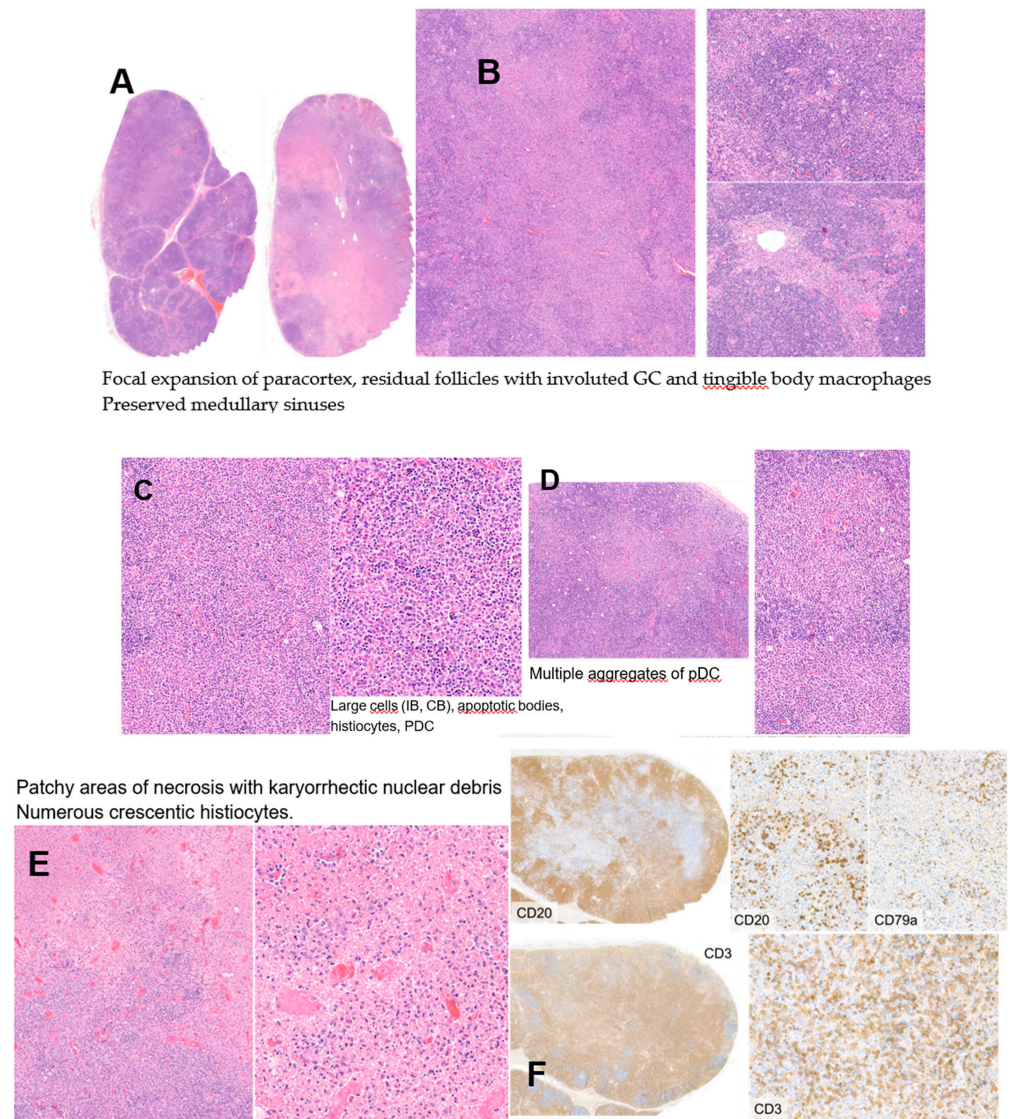 A
B
Focal expansion of paracortex, residual follicles with involuted GC and tingible body macrophages
Preserved medullary sinuses
C
D
Multiple aggregates of pDC
Large cells (IB, CB), apoptotic bodies,
histiocytes, PDC
Patchy areas of necrosis with karyorrhectic nuclear debris
Numerous crescentic histiocytes.
E
CD20
CD20
CD79a
CD3
F
CD3